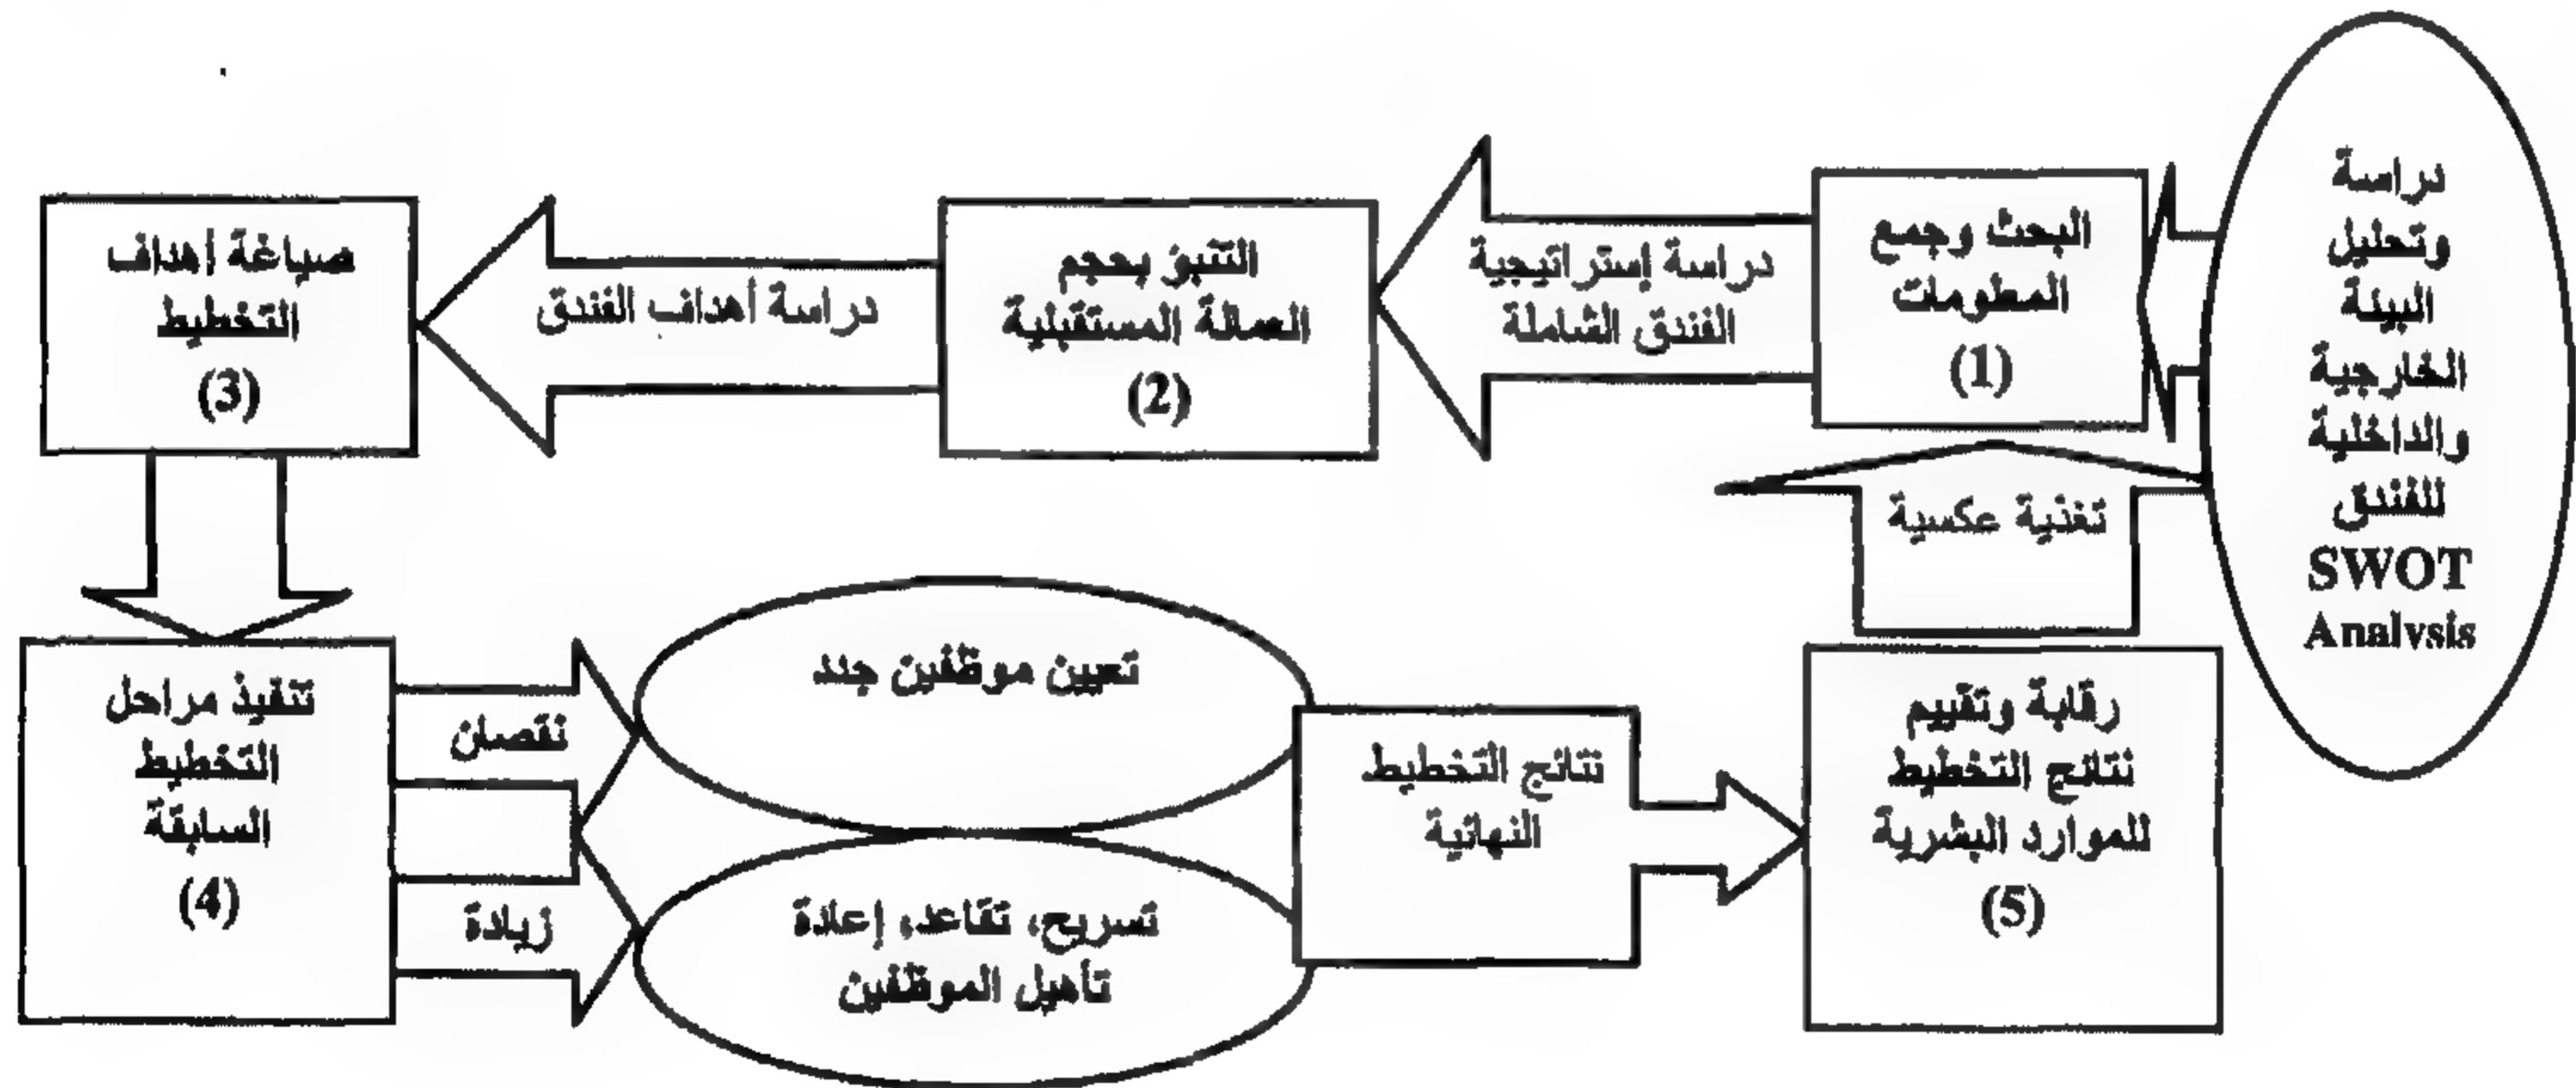 دراسة
وتحليل
البيئة
الخارجية
والداخلية
للفندق
SWOT
Analysis
البحث وجمع
المعلومات
(1)
دراسة إستراتيجية
الفندق الشاملة
التنبؤ بحجم
العمالة المستقبلية
(2)
دراسة أهداف الفندق
صياغة أهداف
التخطيط
(3)
تنفيذ مراحل
التخطيط
السابقة
(4)
نقصان
زيادة
تعيين موظفين جدد
تسريح، تقاعد، إعادة
تأهيل الموظفين
نتائج التخطيط
النهائية
رقابة وتقييم
نتائج التخطيط
للموارد البشرية
(5)
تغذية عكسية